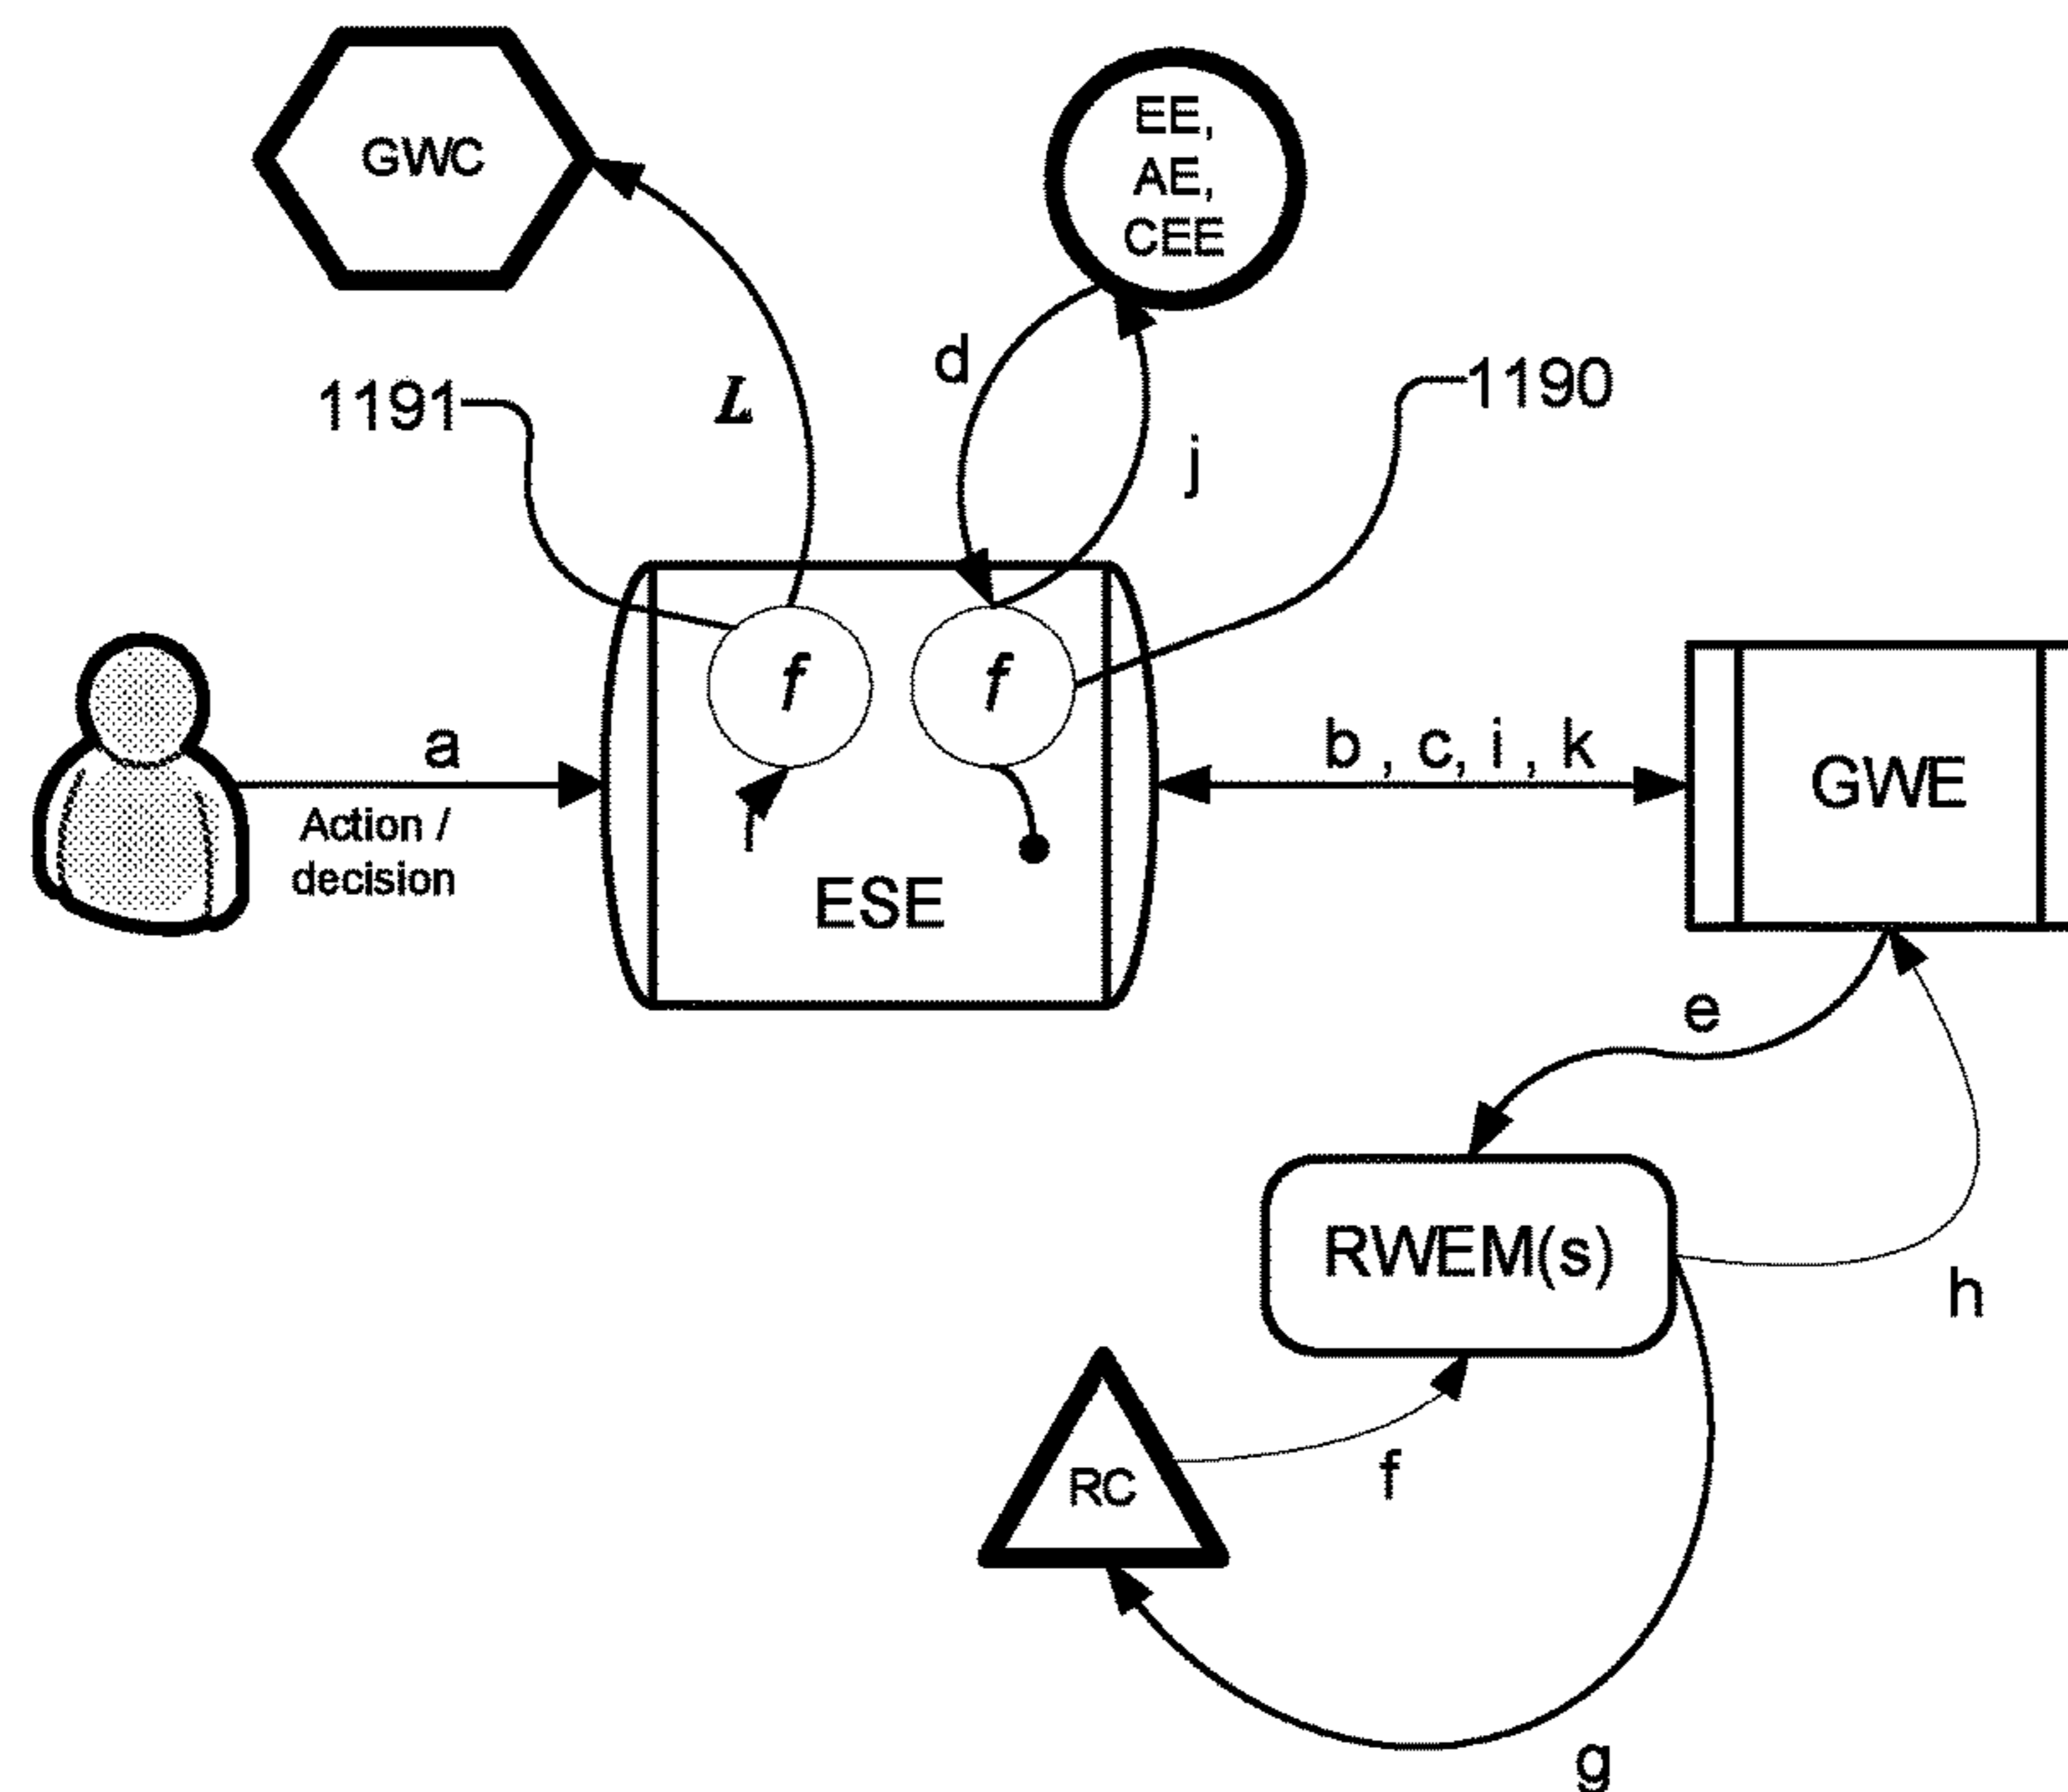 GWC
EE,
AE,
CEE
1191
L
d
j
1190
f
f
a
Action /
decision
ESE
b , c, i , k
GWE
e
RWEM(s)
h
RC
f
g